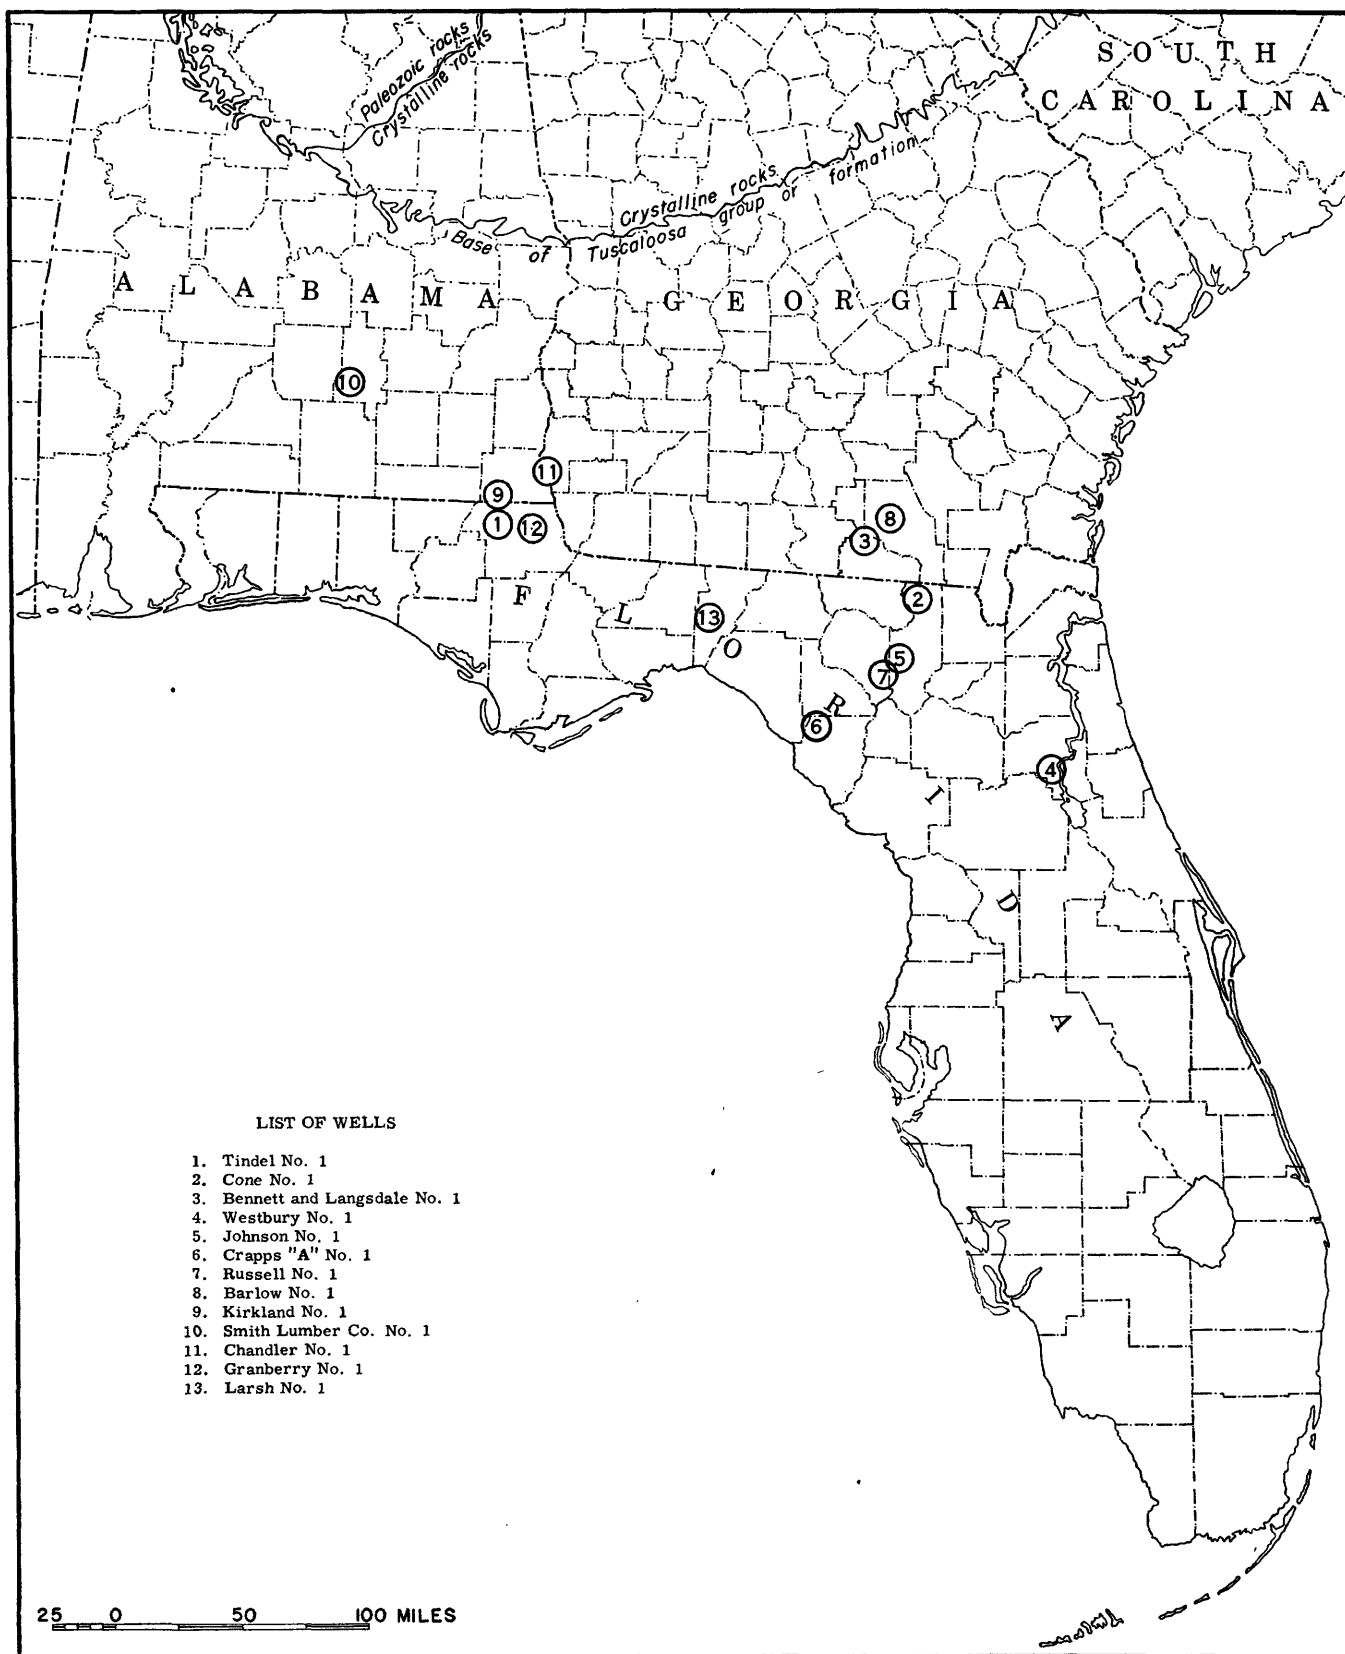 SOUTH
CAROLINA
Paleozoic rocks
Crystalline rocks
Crystalline rocks
Base of Tuscaloosa group or formation
ALABAMA
GEORGIA
10
11
9
1
12
8
3
2
FLORIDA
13
5
7
6
4
LIST OF WELLS
1. Tindel No. 1
2. Cone No. 1
3. Bennett and Langsdale No. 1
4. Westbury No. 1
5. Johnson No. 1
6. Crapps "A" No. 1
7. Russell No. 1
8. Barlow No. 1
9. Kirkland No. 1
10. Smith Lumber Co. No. 1
11. Chandler No. 1
12. Granberry No. 1
13. Larsh No. 1
25 0 50 100 MILES